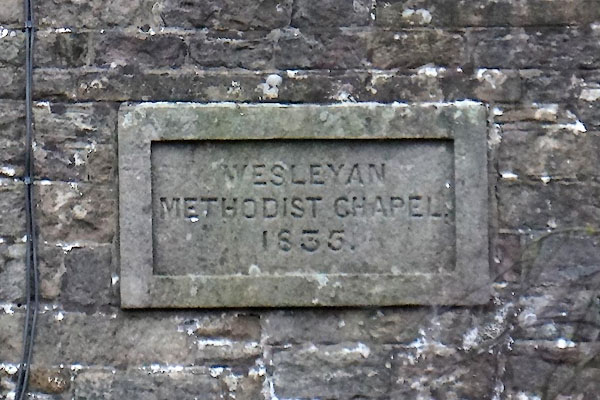 WESLEYAN
METHODIST CHAPEL.
1835.